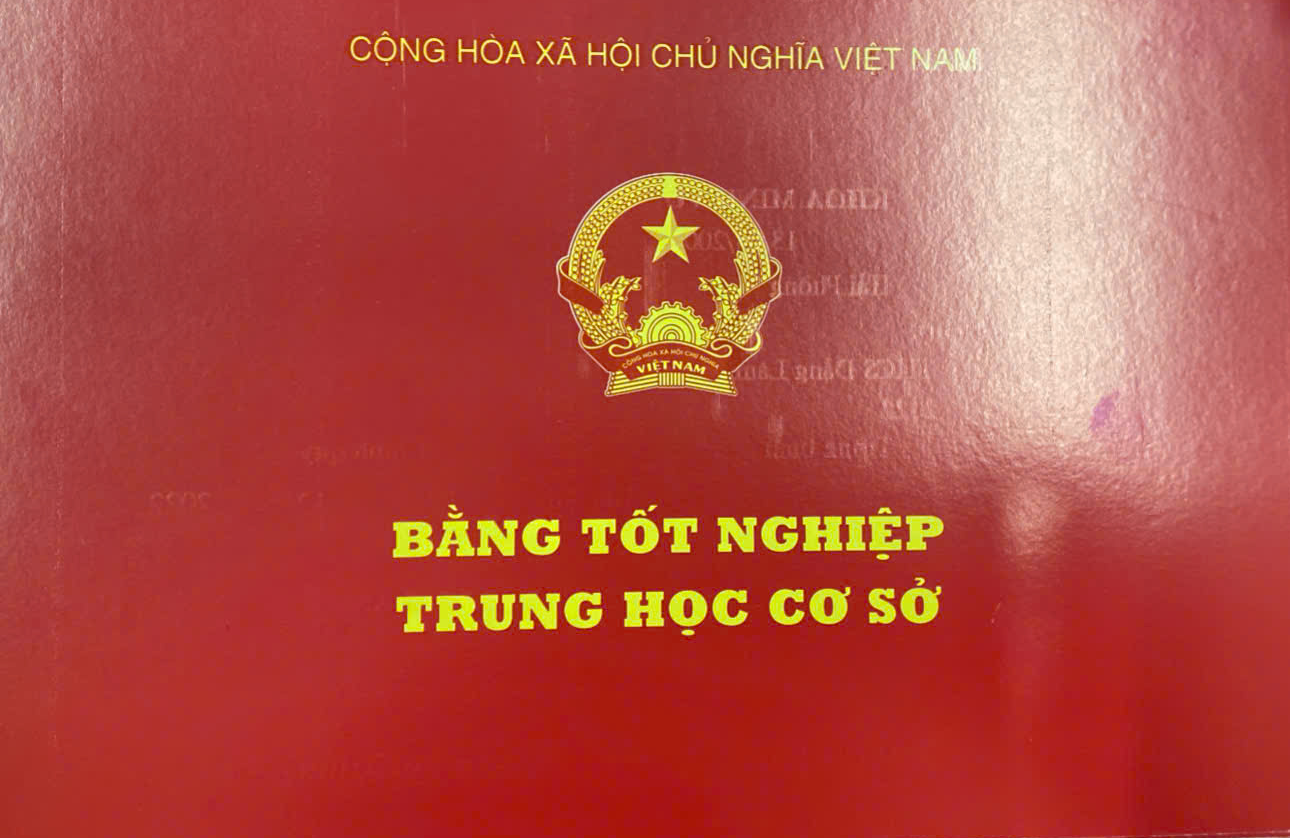 CỘNG HÒA XÃ HỘI CHỦ NGHĨA VIỆT NAM
CỘNG HÒA XÃ HỘI CHỦ NGHĨA
VIỆT NAM
BẰNG TỐT NGHIỆP
TRUNG HỌC CƠ SỞ